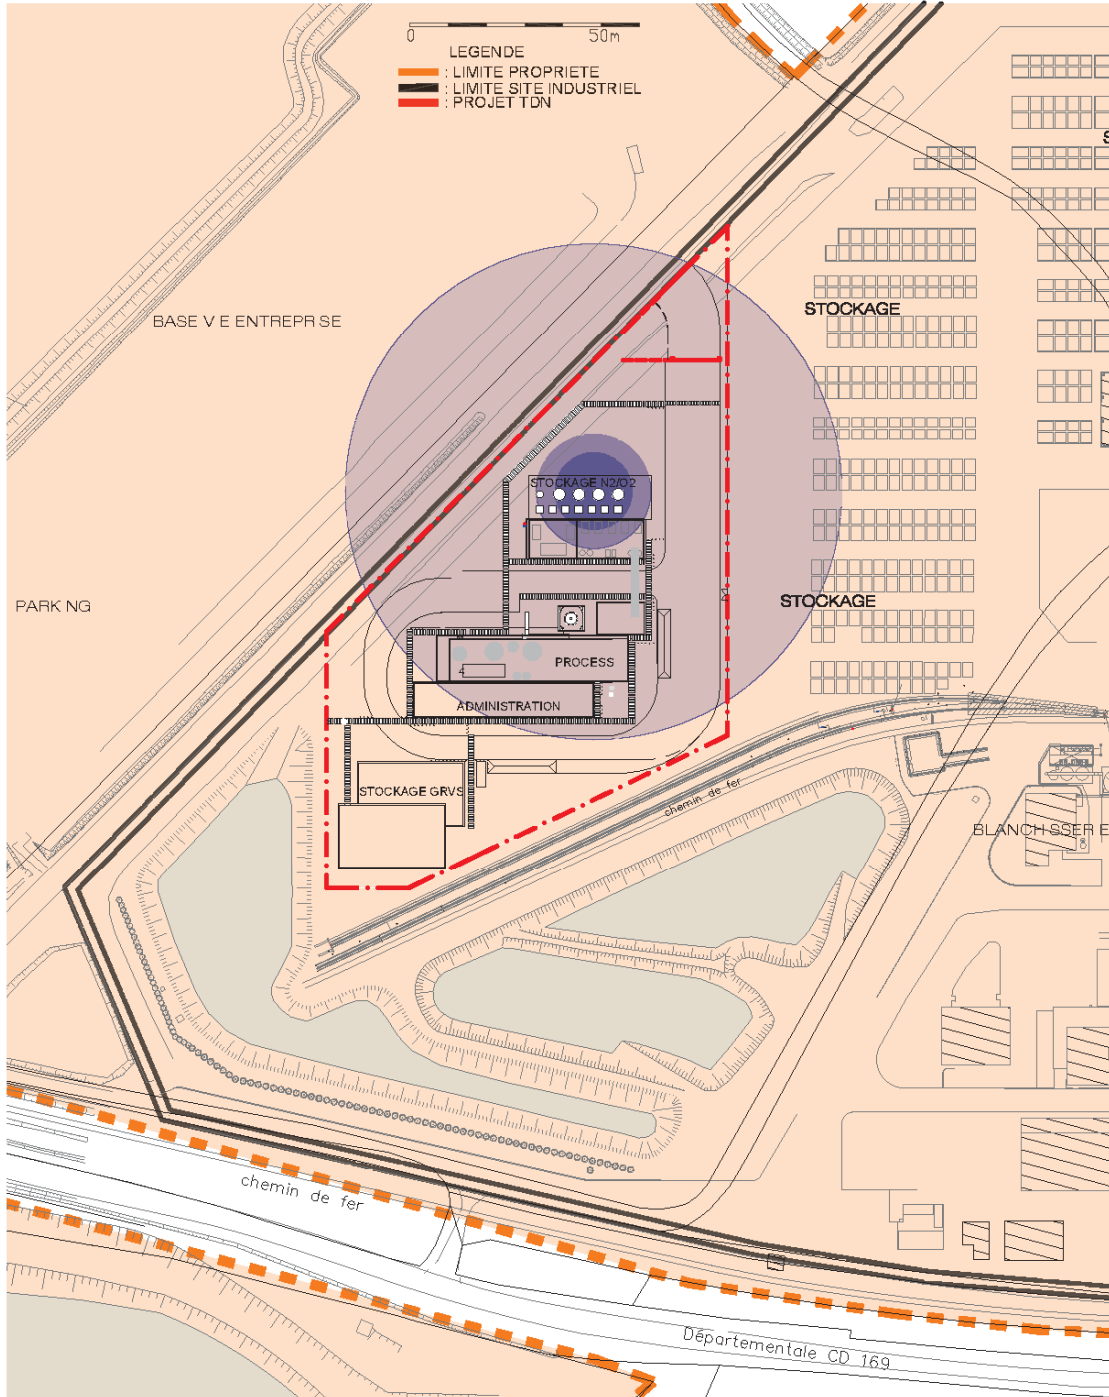 0 50m
LEGENDE
: LIMITE PROPRIETE
: LIMITE SITE INDUSTRIEL
: PROJET TDN
S
STOCKAGE
BASE V E ENTREPR SE
STOCKAGE N2/O2
STOCKAGE
PARK NG
PROCESS
ADMINISTRATION
STOCKAGE GRVS
chemin de fer
BLANCH SSER E
chemin de fer
Départementale CD 169